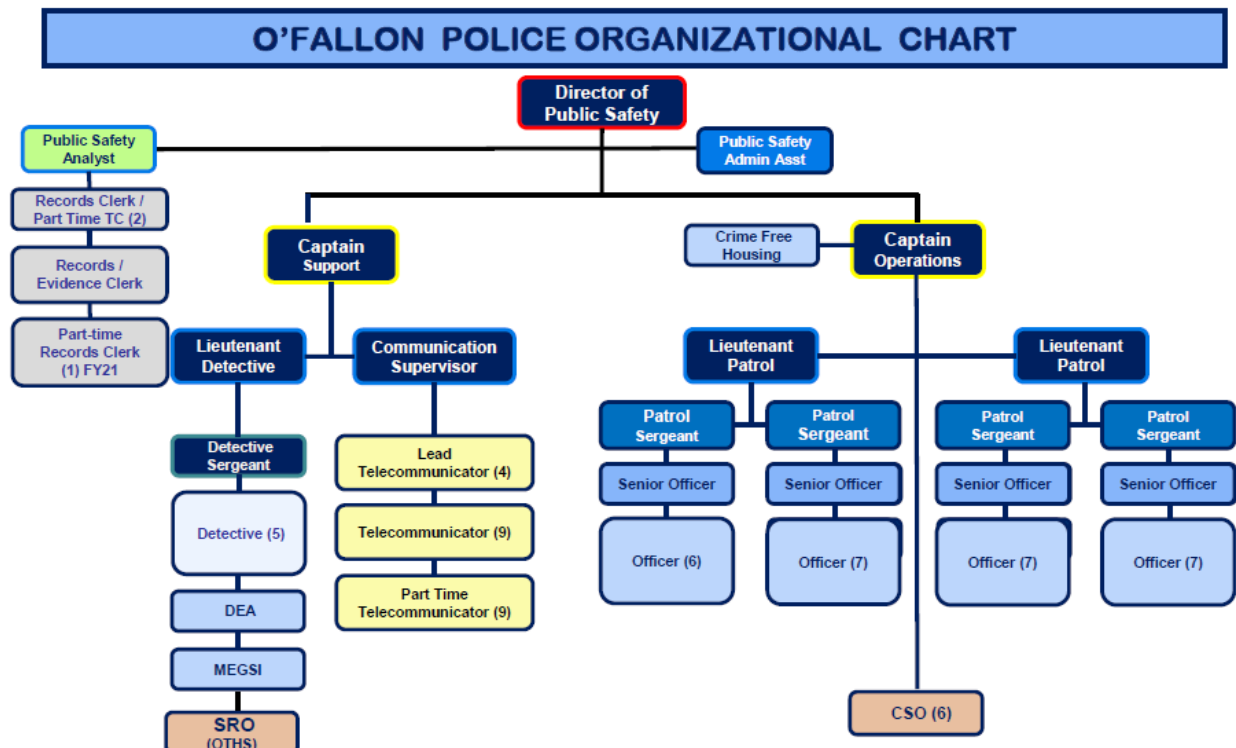 O'FALLON POLICE ORGANIZATIONAL CHART
Director of
Public Safety
Public Safety
Analyst
Public Safety
Admin Asst
Records Clerk /
Part Time TC (2)
Records /
Evidence Clerk
Part-time
Records Clerk
(1) FY21
Captain
Support
Crime Free
Housing
Captain
Operations
Lieutenant
Detective
Communication
Supervisor
Lieutenant
Patrol
Lieutenant
Patrol
Detective
Sergeant
Detective (5)
DEA
MEGSI
SRO
(OTHS)
Lead
Telecommunicator (4)
Telecommunicator (9)
Part Time
Telecommunicator (9)
Patrol
Sergeant
Senior Officer
Officer (6)
Patrol
Sergeant
Senior Officer
Officer (7)
Patrol
Sergeant
Senior Officer
Officer (7)
Patrol
Sergeant
Senior Officer
Officer (7)
CSO (6)